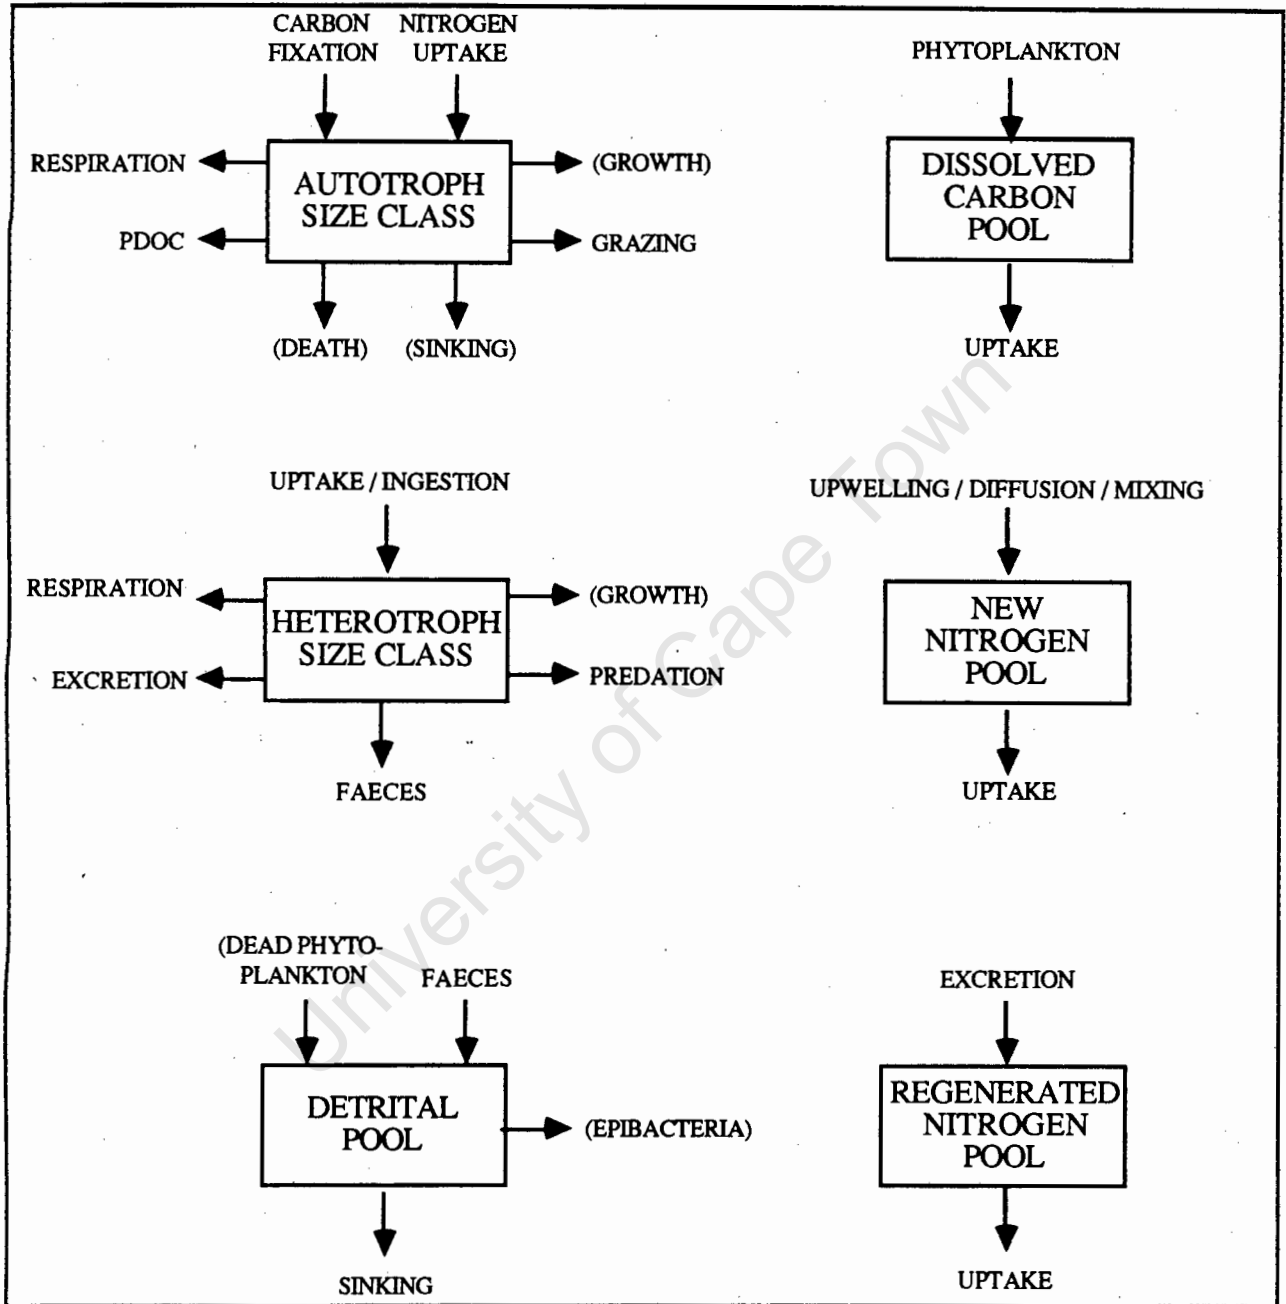 CARBON
FIXATION
NITROGEN
UPTAKE
RESPIRATION
AUTOTROPH
SIZE CLASS
(GROWTH)
PDOC
GRAZING
(DEATH)
(SINKING)
PHYTOPLANKTON
DISSOLVED
CARBON
POOL
UPTAKE
UPTAKE / INGESTION
RESPIRATION
HETEROTROPH
SIZE CLASS
(GROWTH)
EXCRETION
PREDATION
FAECES
UPWELLING / DIFFUSION / MIXING
NEW
NITROGEN
POOL
UPTAKE
(DEAD PHYTO-
PLANKTON
FAECES
DETRITAL
POOL
(EPIBACTERIA)
SINKING
EXCRETION
REGENERATED
NITROGEN
POOL
UPTAKE
University of Cape Town